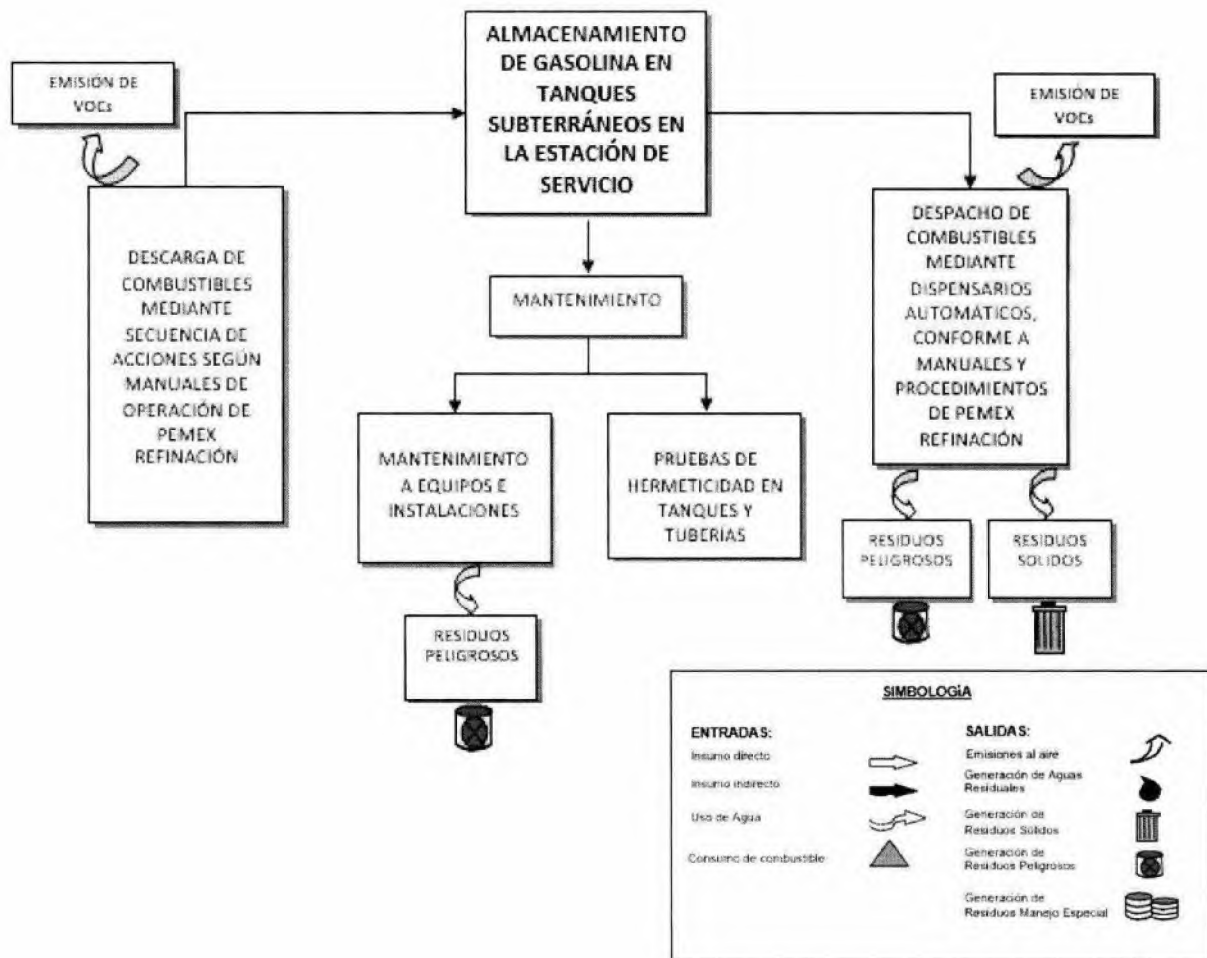 EMISIÓN DE
VOCs
ALMACENAMIENTO
DE GASOLINA EN
TANQUES
SUBTERRÁNEOS EN
LA ESTACIÓN DE
SERVICIO
EMISIÓN DE
VOCs
DESCARGA DE
COMBUSTIBLES
MEDIANTE
SECUENCIA DE
ACCIONES SEGÚN
MANUALES DE
OPERACIÓN DE
PEMEX
REFINACIÓN
MANTENIMIENTO
DESPACHO DE
COMBUSTIBLES
MEDIANTE
DISPENSARIOS
AUTOMÁTICOS,
CONFORME A
MANUALES Y
PROCEDIMIENTOS
DE PEMEX
REFINACIÓN
MANTENIMIENTO
A EQUIPOS E
INSTALACIONES
PRUEBAS DE
HERMETICIDAD EN
TANQUES Y
TUBERÍAS
RESIDUOS
PELIGROSOS
RESIDUOS
SOLIDOS
RESIDUOS
PELIGROSOS
SIMBOLOGÍA
ENTRADAS:
Insumo directo
Insumo indirecto
Uso de Agua
Consumo de combustible
SALIDAS:
Emisiones al aire
Generación de Aguas
Residuales
Generación de
Residuos Sólidos
Generación de
Residuos Peligrosos
Generación de
Residuos Manejo Especial